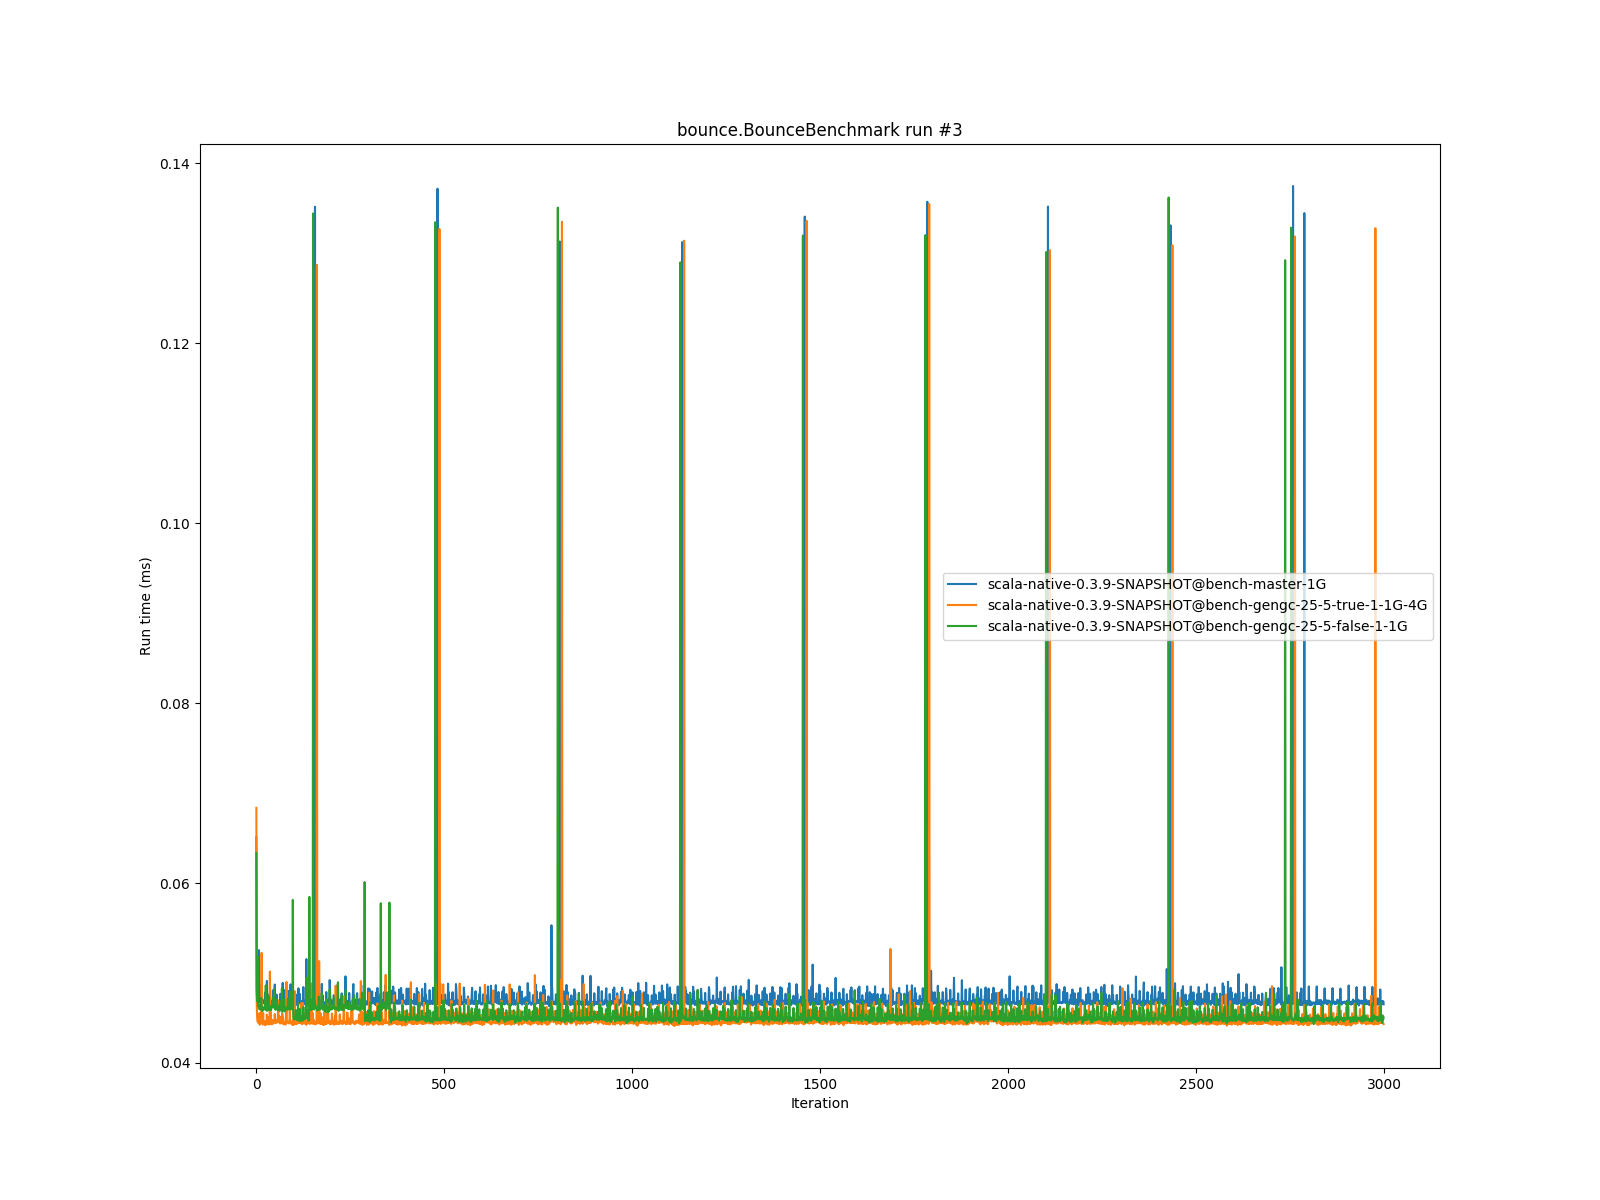 bounce.BounceBenchmark run #3
0.14
0.12
0.10
0.08
0.06
0.04
Run time (ms)
scala-native-0.3.9-SNAPSHOT@bench-master-1G
scala-native-0.3.9-SNAPSHOT@bench-gengc-25-5-true-1-1G-4G
scala-native-0.3.9-SNAPSHOT@bench-gengc-25-5-false-1-1G
0 500 1000 1500 2000 2500 3000
Iteration